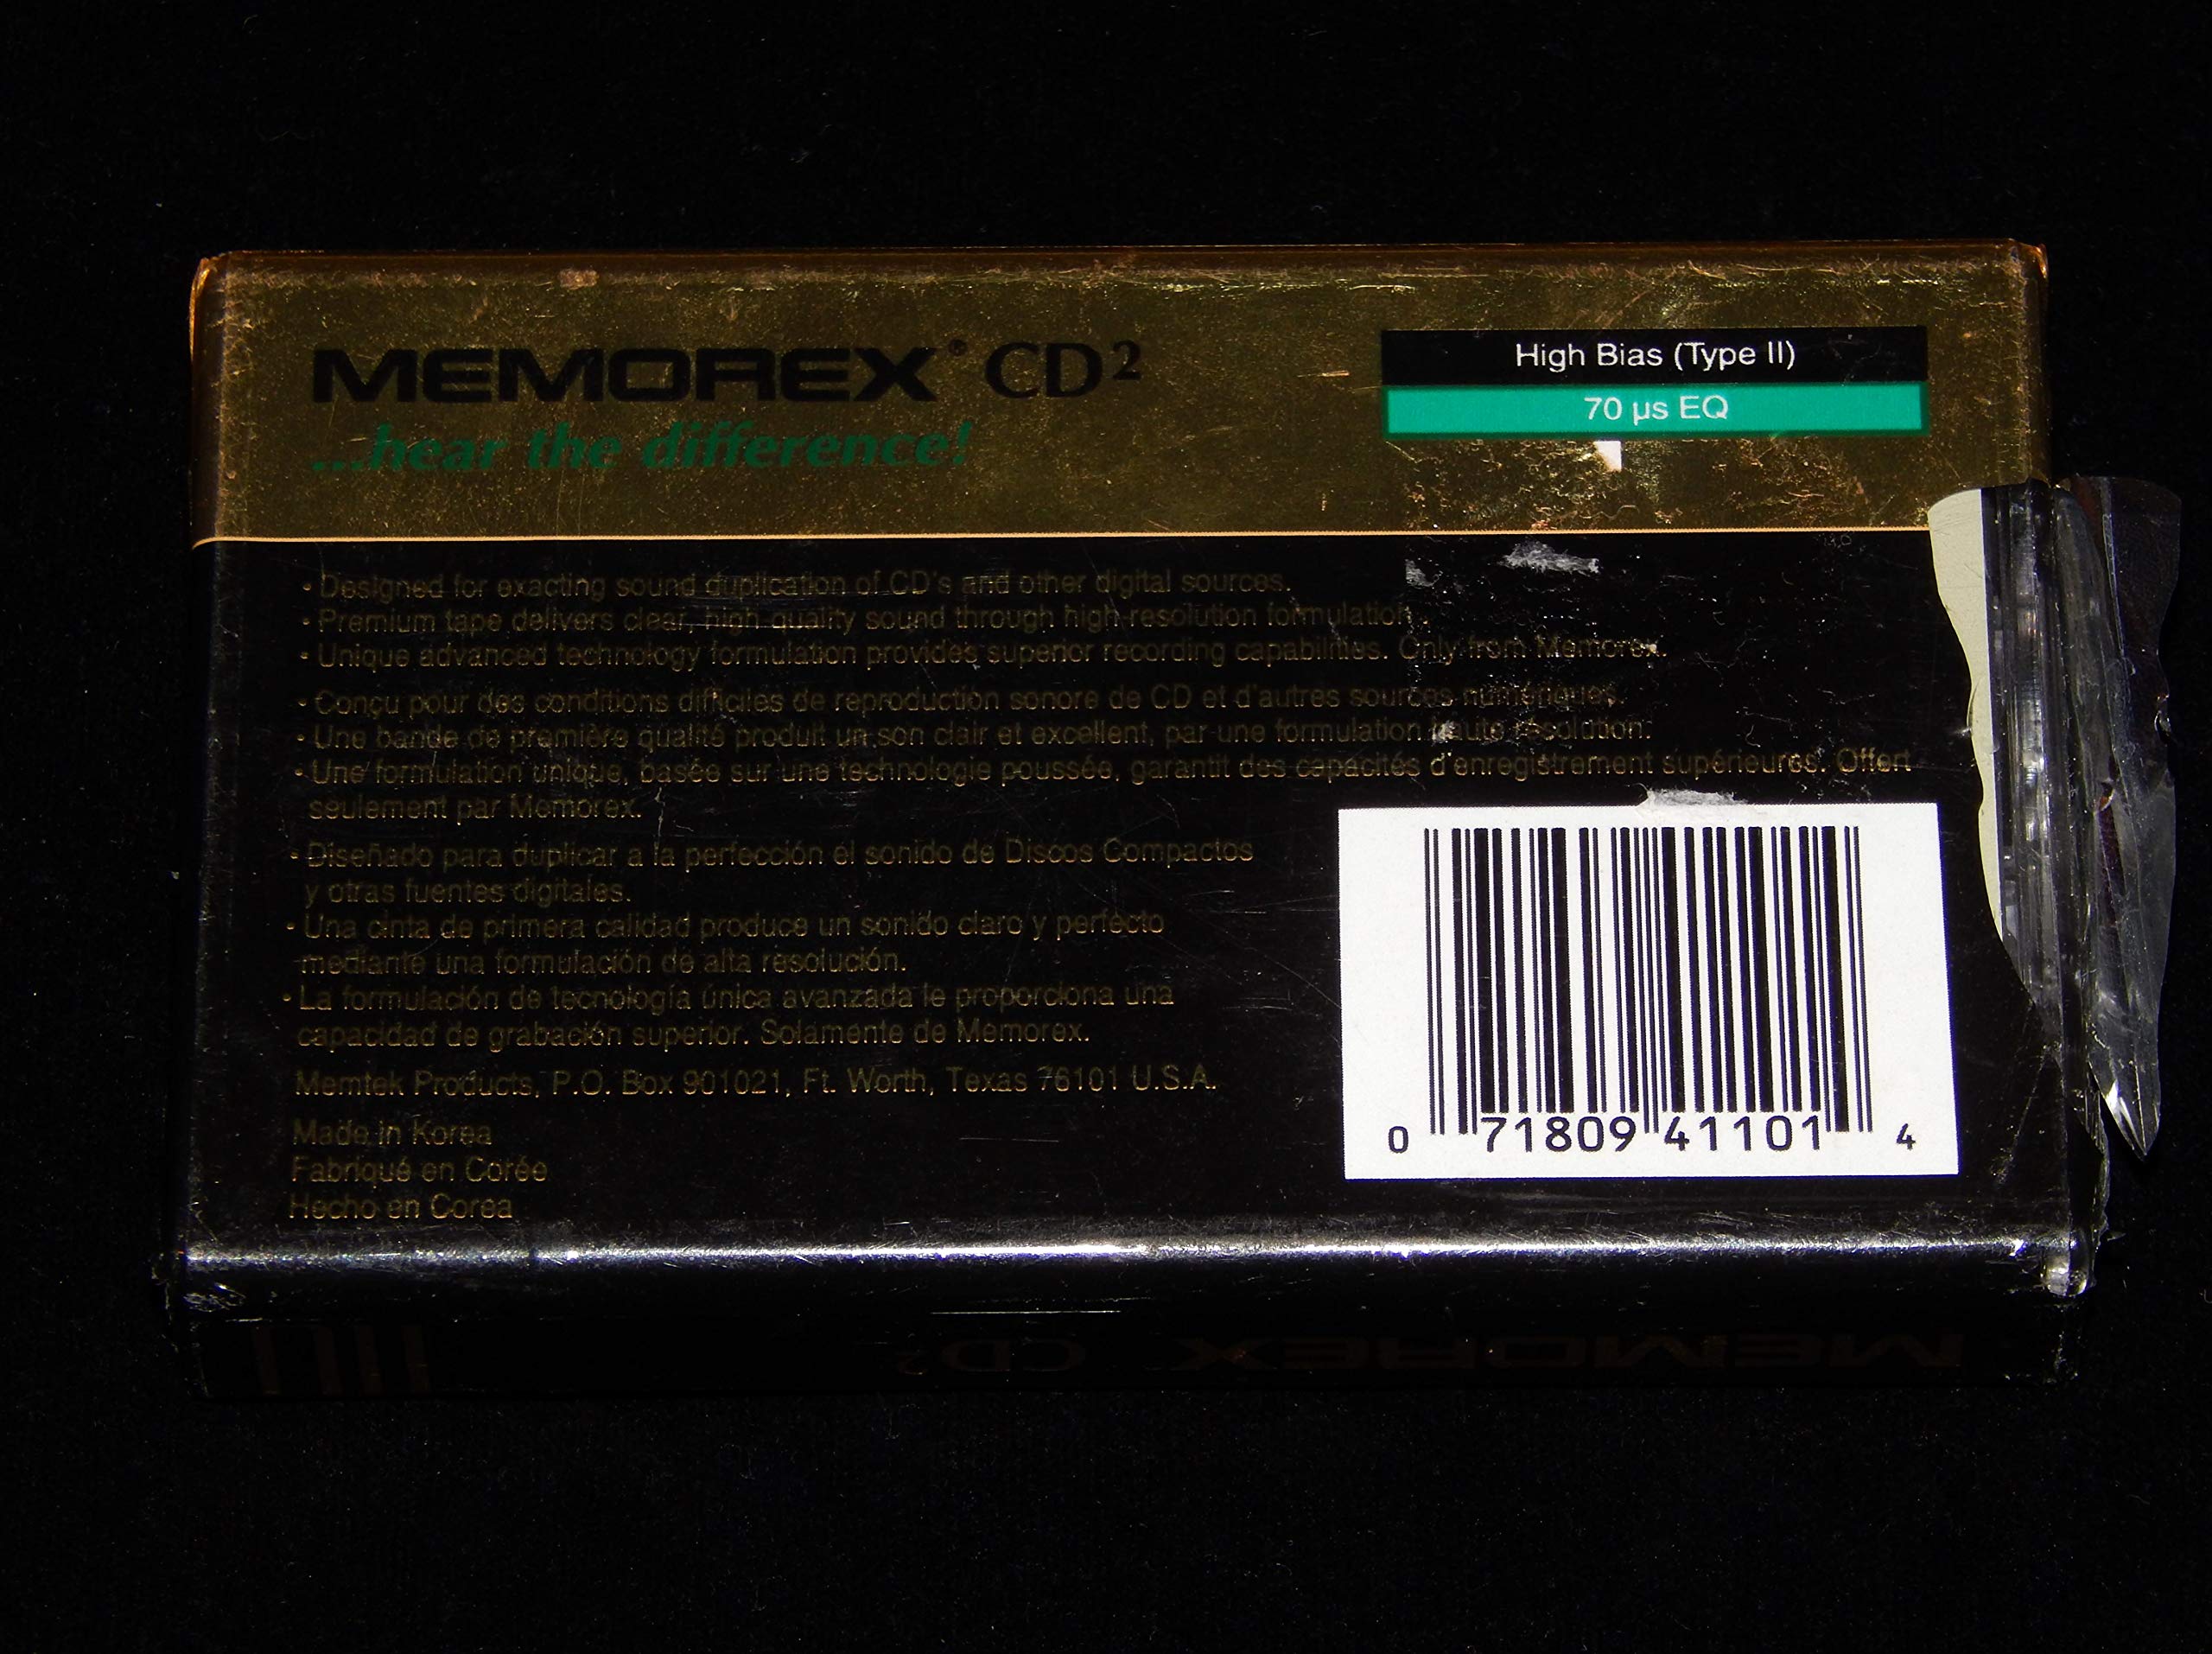 MEMOREX® CD²
...hear the difference!
High Bias (Type II)
70 µs EQ
• Designed for exacting sound duplication of CD's and other digital sources.
• Premium tape delivers clear, high quality sound through high-resolution formulation.
• Unique advanced technology formulation provides superior recording capabilities. Only from Memorex.
• Conçu pour des conditions difficiles de reproduction sonore de CD et d'autres sources numériques.
• Une bande de première qualité produit un son clair et excellent, par une formulation haute résolution.
• Une formulation unique, basée sur une technologie poussée, garantit des capacités d'enregistrement supérieures. Offert
seulement par Memorex.
• Diseñado para duplicar a la perfección el sonido de Discos Compactos
y otras fuentes digitales.
• Una cinta de primera calidad produce un sonido claro y perfecto
mediante una formulación de alta resolución.
• La formulación de tecnología única avanzada le proporciona una
capacidad de grabación superior. Solamente de Memorex.
Memtek Products, P.O. Box 901021, Ft. Worth, Texas 76101 U.S.A.
Made in Korea
Fabriqué en Corée
Hecho en Corea
0 71809 41101 4
MEMOREX CD²